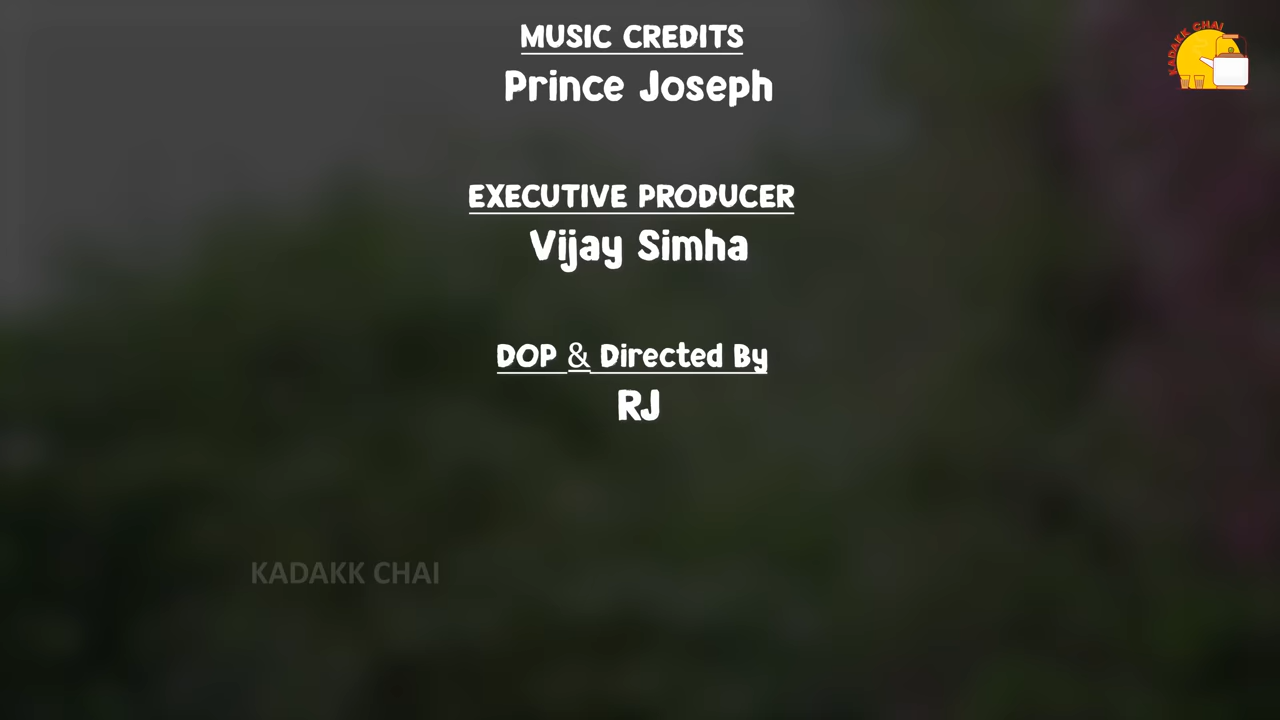 MUSIC CREDITS
KADAKK CHAI
Prince Joseph
EXECUTIVE PRODUCER
Vijay Simha
DOP & Directed By
RJ
KADAKK CHAI